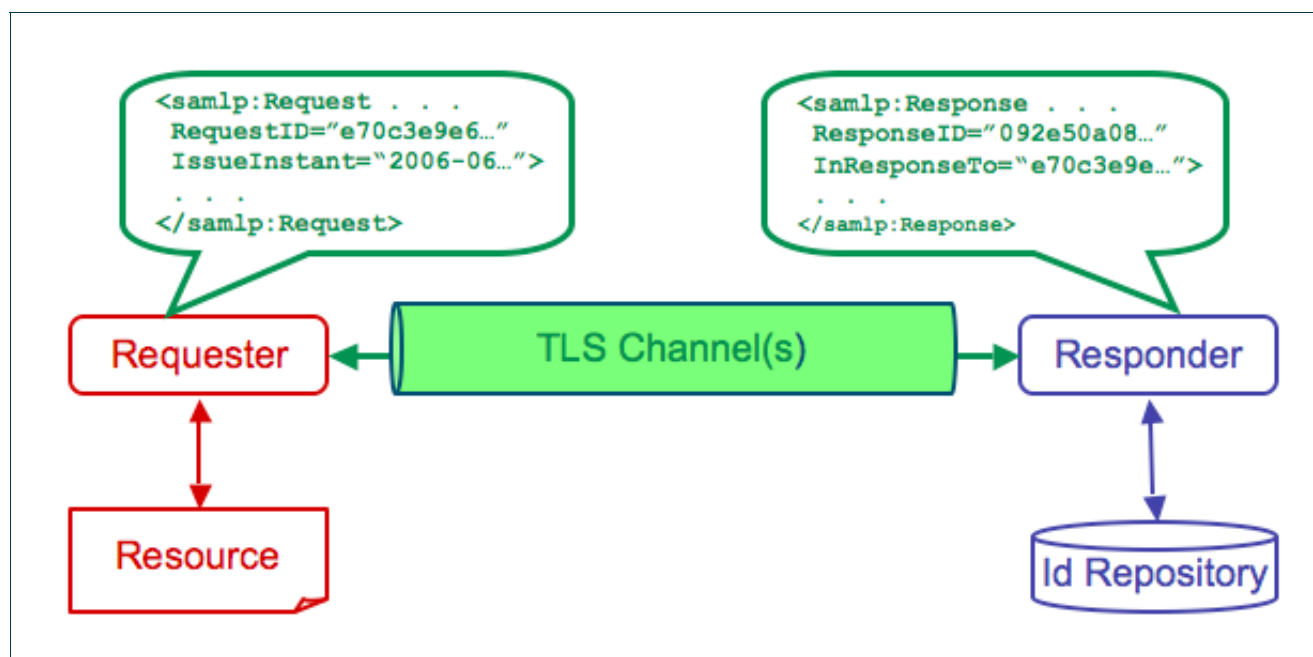 <samlp:Request . . .
RequestID=”e70c3e9e6…”
IssueInstant=“2006-06…”>
. . .
</samlp:Request>
<samlp:Response . . .
ResponseID=”092e50a08…”
InResponseTo=“e70c3e9e…”>
. . .
</samlp:Response>
Requester
TLS Channel(s)
Responder
Resource
Id Repository